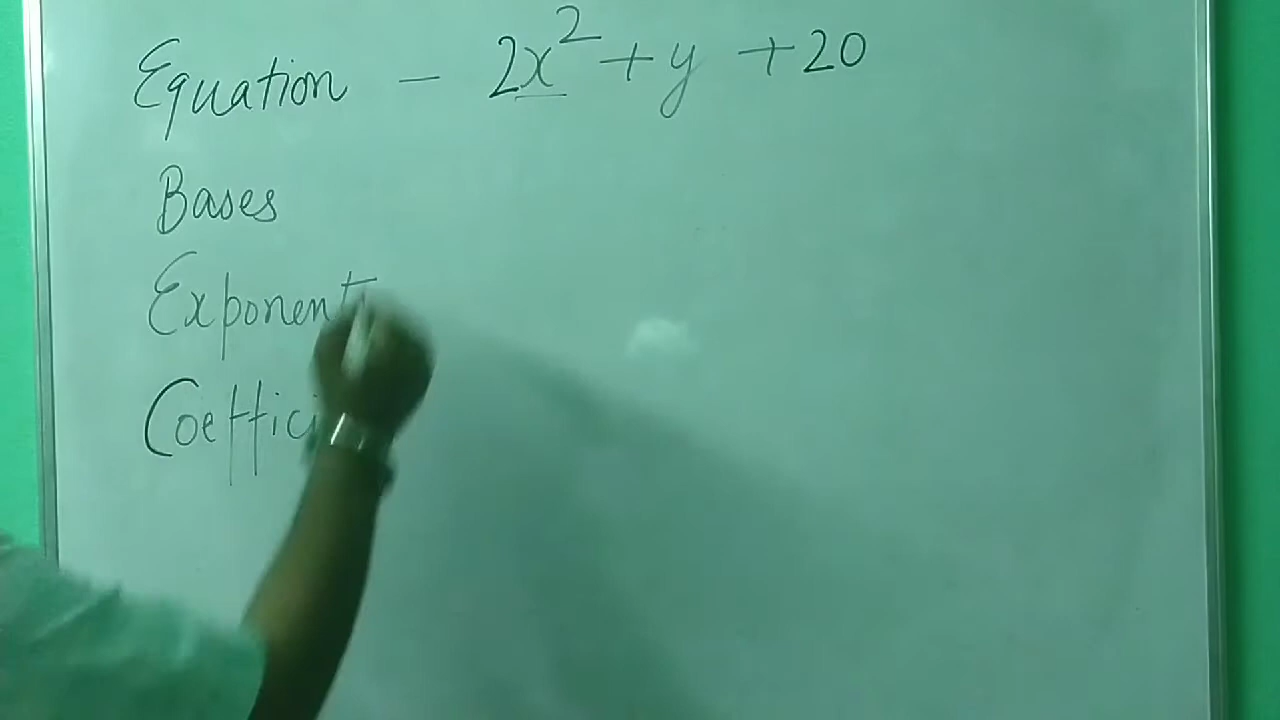 Equation - 2x² + y + 20
Bases
Exponent
Coeffici